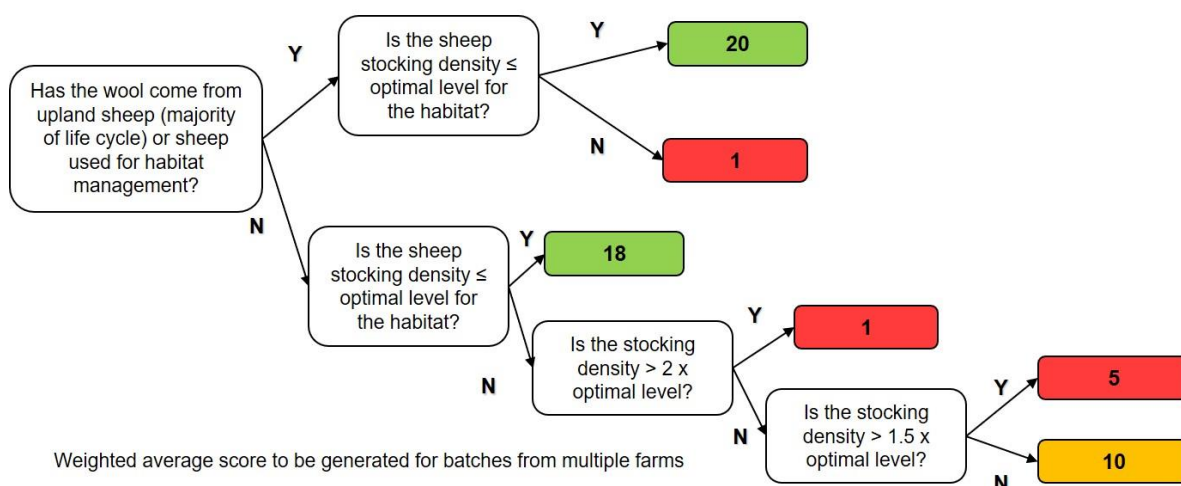 Has the wool come from
upland sheep (majority
of life cycle) or sheep
used for habitat
management?
Y
Is the sheep
stocking density ≤
optimal level for
the habitat?
Y
20
N
1
N
Is the sheep
stocking density ≤
optimal level for
the habitat?
Y
18
N
Is the stocking
density > 2 x
optimal level?
Y
1
N
Is the stocking
density > 1.5 x
optimal level?
Y
5
N
10
Weighted average score to be generated for batches from multiple farms